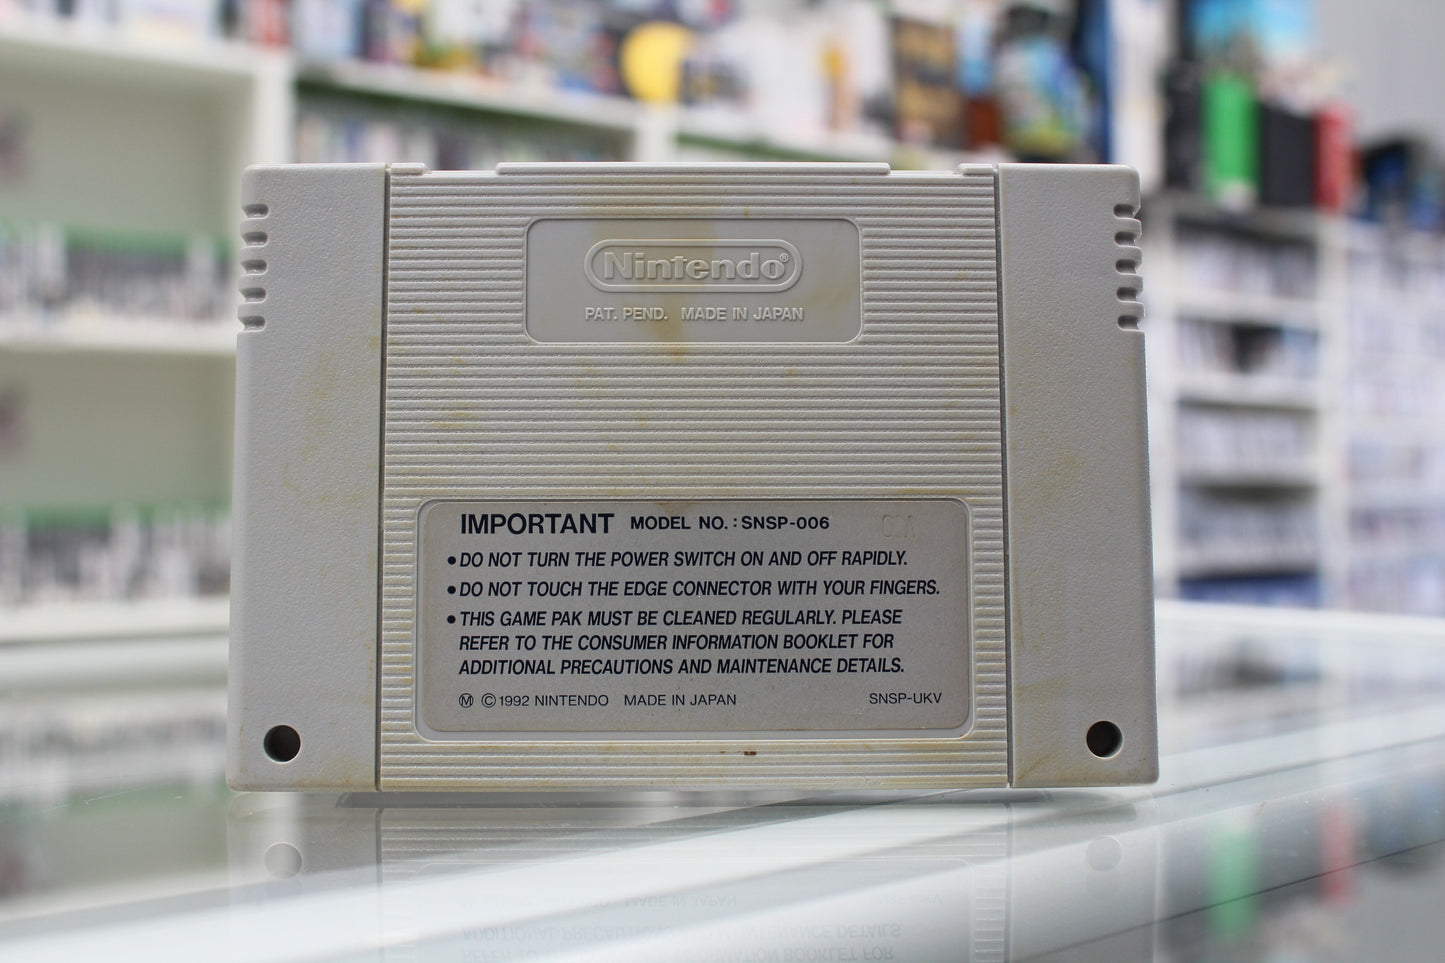 Nintendo®
PAT. PEND. MADE IN JAPAN
IMPORTANT MODEL NO. : SNSP-006
• DO NOT TURN THE POWER SWITCH ON AND OFF RAPIDLY.
• DO NOT TOUCH THE EDGE CONNECTOR WITH YOUR FINGERS.
• THIS GAME PAK MUST BE CLEANED REGULARLY. PLEASE
REFER TO THE CONSUMER INFORMATION BOOKLET FOR
ADDITIONAL PRECAUTIONS AND MAINTENANCE DETAILS.
Ⓜ ©1992 NINTENDO MADE IN JAPAN SNSP-UKV